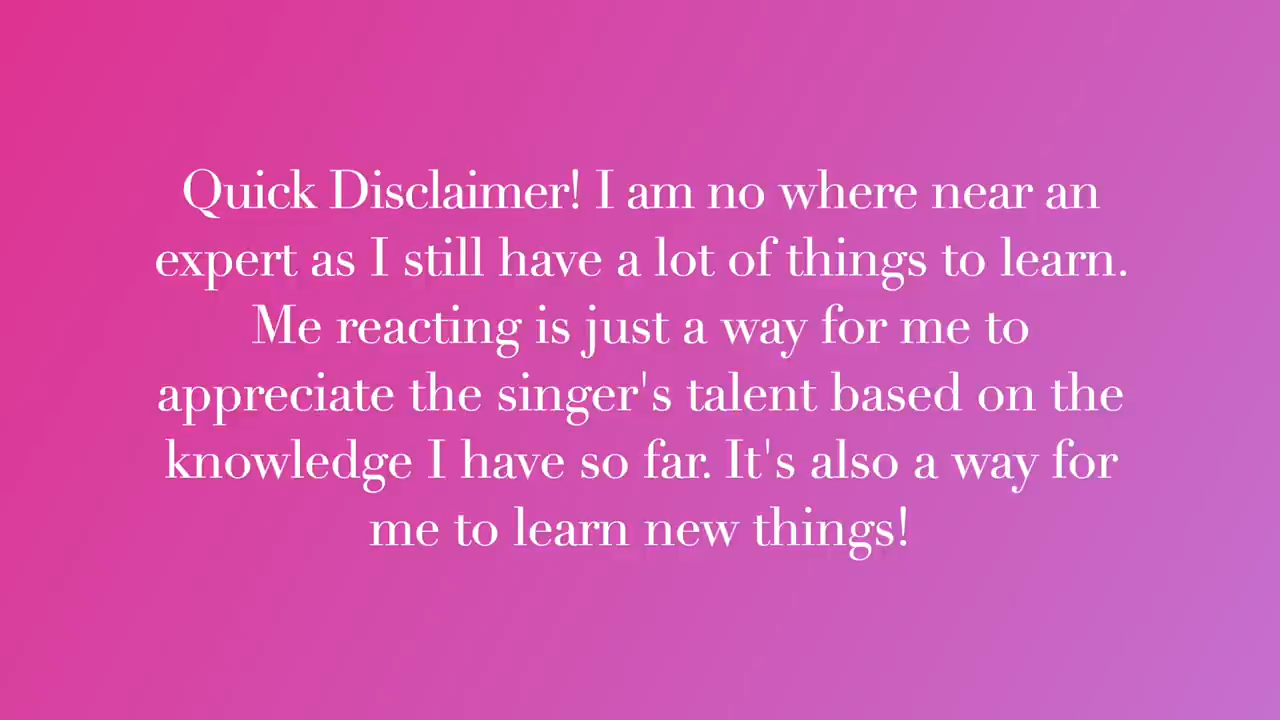 Quick Disclaimer! I am no where near an
expert as I still have a lot of things to learn.
Me reacting is just a way for me to
appreciate the singer's talent based on the
knowledge I have so far. It's also a way for
me to learn new things!